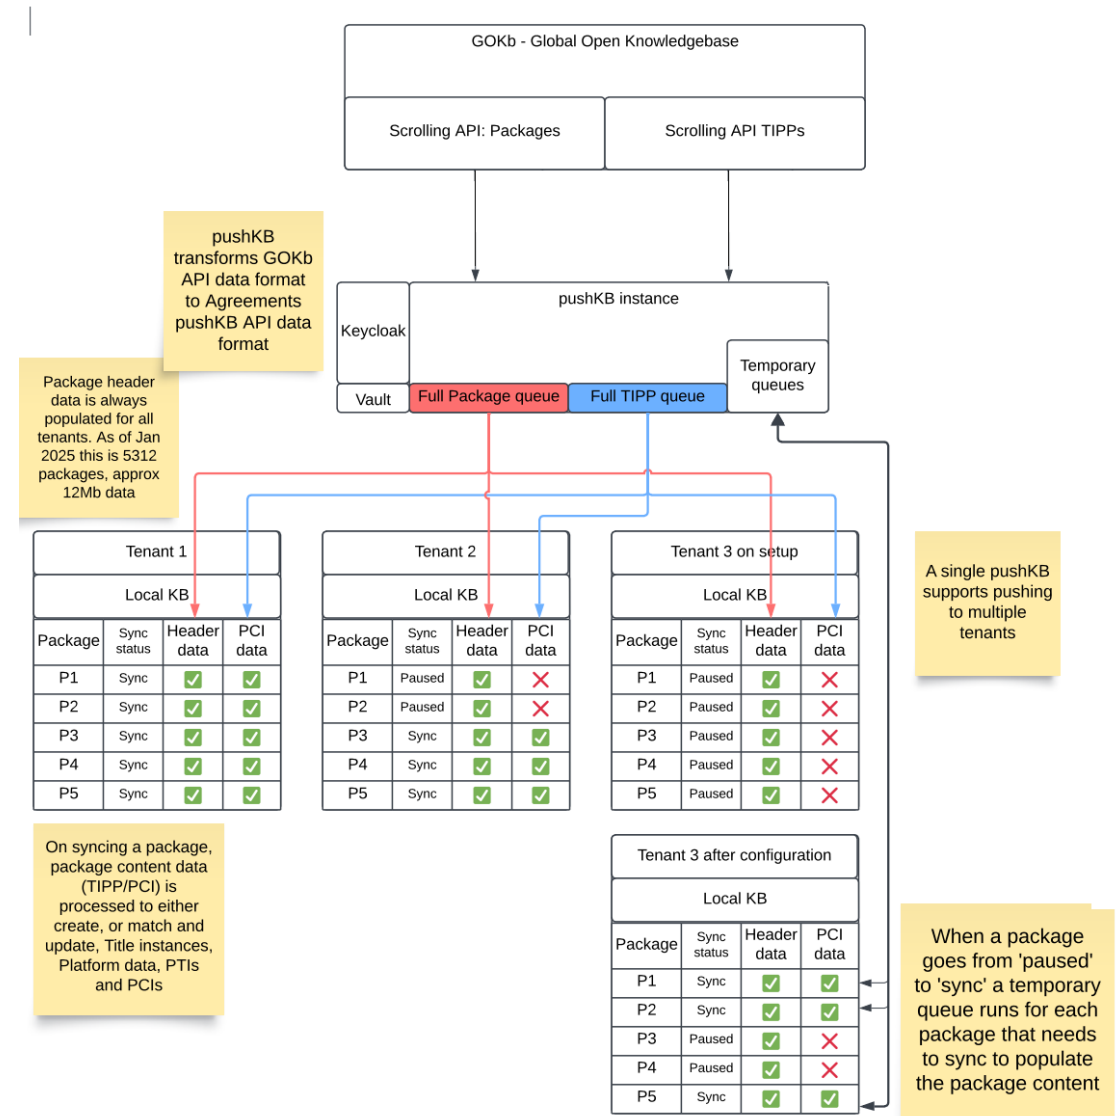 GOKb - Global Open Knowledgebase
Scrolling API: Packages
Scrolling API TIPPs
pushKB
transforms GOKb
API data format
to Agreements
pushKB API data
format
pushKB instance
Keycloak
Temporary
queues
Vault
Full Package queue
Full TIPP queue
Package header
data is always
populated for all
tenants. As of Jan
2025 this is 5312
packages, approx
12Mb data
Tenant 1
Local KB
Package
Sync
status
Header
data
PCI
data
P1
Sync
P2
Sync
P3
Sync
P4
Sync
P5
Sync
Tenant 2
Local KB
Package
Sync
status
Header
data
PCI
data
P1
Paused
P2
Paused
P3
Sync
P4
Sync
P5
Sync
Tenant 3 on setup
Local KB
Package
Sync
status
Header
data
PCI
data
P1
Paused
P2
Paused
P3
Paused
P4
Paused
P5
Paused
A single pushKB
supports pushing
to multiple
tenants
On syncing a package,
package content data
(TIPP/PCI) is
processed to either
create, or match and
update, Title instances,
Platform data, PTIs
and PCIs
Tenant 3 after configuration
Local KB
Package
Sync
status
Header
data
PCI
data
P1
Sync
P2
Sync
P3
Paused
P4
Paused
P5
Sync
When a package
goes from 'paused'
to 'sync' a temporary
queue runs for each
package that needs
to sync to populate
the package content